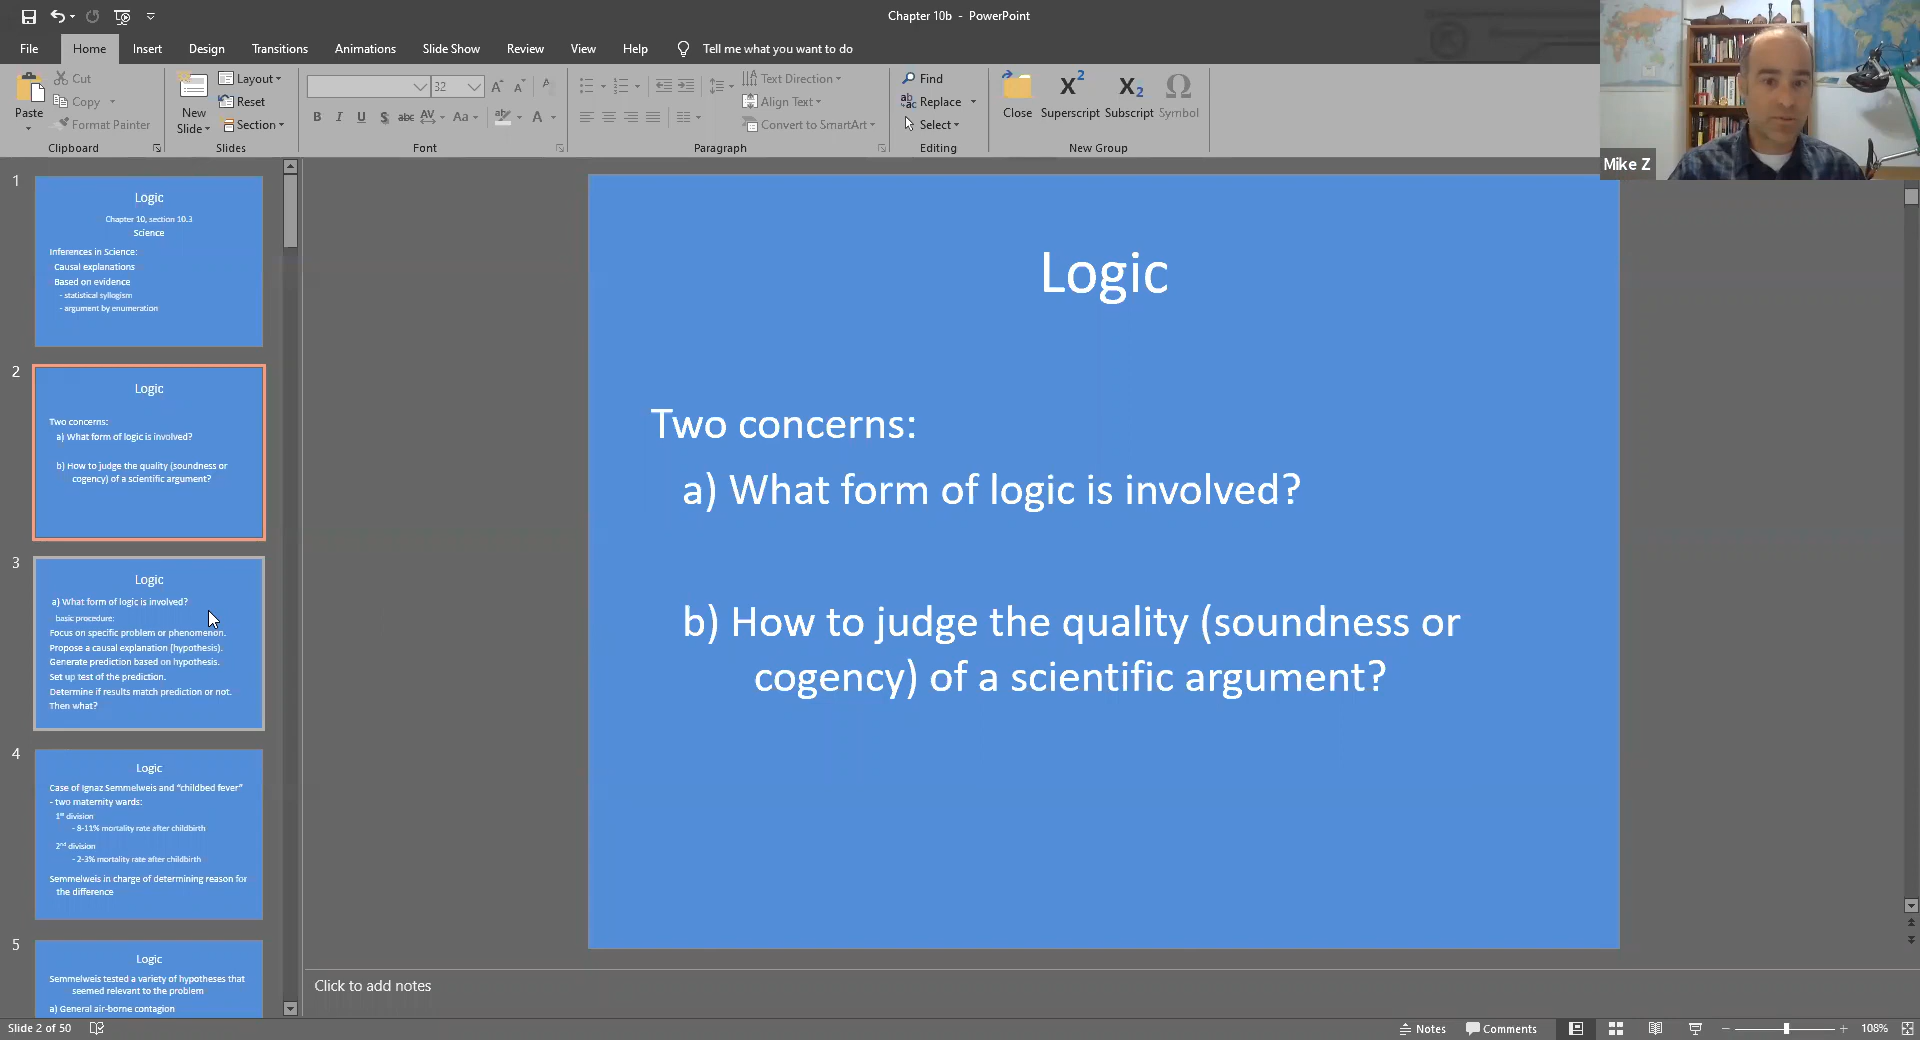 Chapter 10b - PowerPoint
File Home Insert Design Transitions Animations Slide Show Review View Help Tell me what you want to do
Paste
Cut
Copy
Format Painter
Clipboard
New Slide
Layout
Reset
Section
Slides
32
B I U S abc AV Aa A
Font
Text Direction
Align Text
Convert to SmartArt
Paragraph
Find
Replace
Select
Editing
Close Superscript Subscript Symbol
New Group
Mike Z
1
Logic
Chapter 10, section 10.3
Science
Inferences in Science:
Causal explanations
Based on evidence
- statistical syllogism
- argument by enumeration
2
Logic
Two concerns:
a) What form of logic is involved?
b) How to judge the quality (soundness or
cogency) of a scientific argument?
3
Logic
a) What form of logic is involved?
basic procedure:
Focus on specific problem or phenomenon.
Propose a causal explanation (hypothesis).
Generate prediction based on hypothesis.
Set up test of the prediction.
Determine if results match prediction or not.
Then what?
4
Logic
Case of Ignaz Semmelweis and “childbed fever”
- two maternity wards:
1st division
- 8-11% mortality rate after childbirth
2nd division
- 2-3% mortality rate after childbirth
Semmelweis in charge of determining reason for
the difference
5
Logic
Semmelweis tested a variety of hypotheses that
seemed relevant to the problem
a) General air-borne contagion
Logic
Two concerns:
a) What form of logic is involved?
b) How to judge the quality (soundness or
cogency) of a scientific argument?
Click to add notes
Slide 2 of 50
Notes
Comments
108%